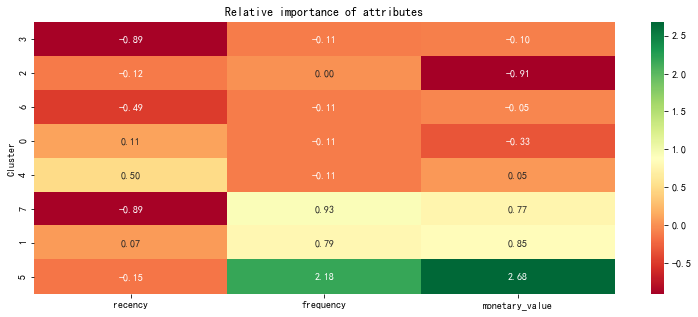 Relative importance of attributes
3 -0.89 -0.11 -0.10
2 -0.12 0.00 -0.91
6 -0.49 -0.11 -0.05
0 0.11 -0.11 -0.33
4 0.50 -0.11 0.05
7 -0.89 0.93 0.77
1 0.07 0.79 0.85
5 -0.15 2.18 2.68
Cluster
recency frequency monetary_value
2.5
2.0
1.5
1.0
0.5
0.0
-0.5